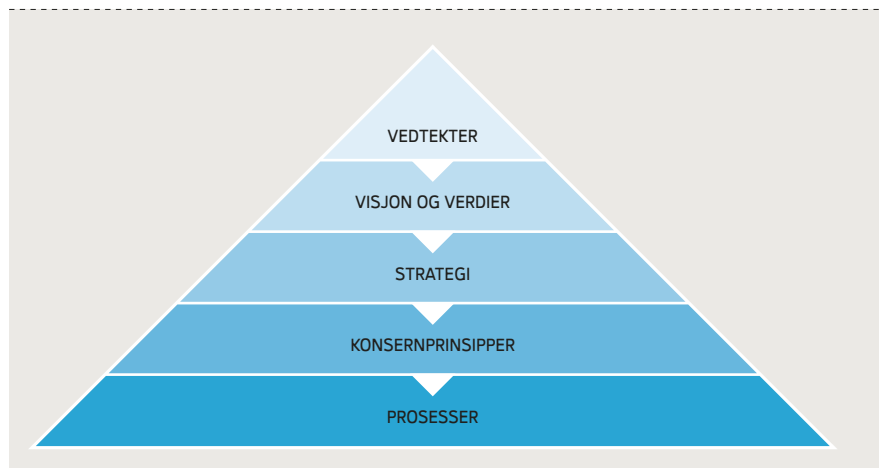 VEDTEKTER
VISJON OG VERDIER
STRATEGI
KONSERNPRINSIPPER
PROSESSER